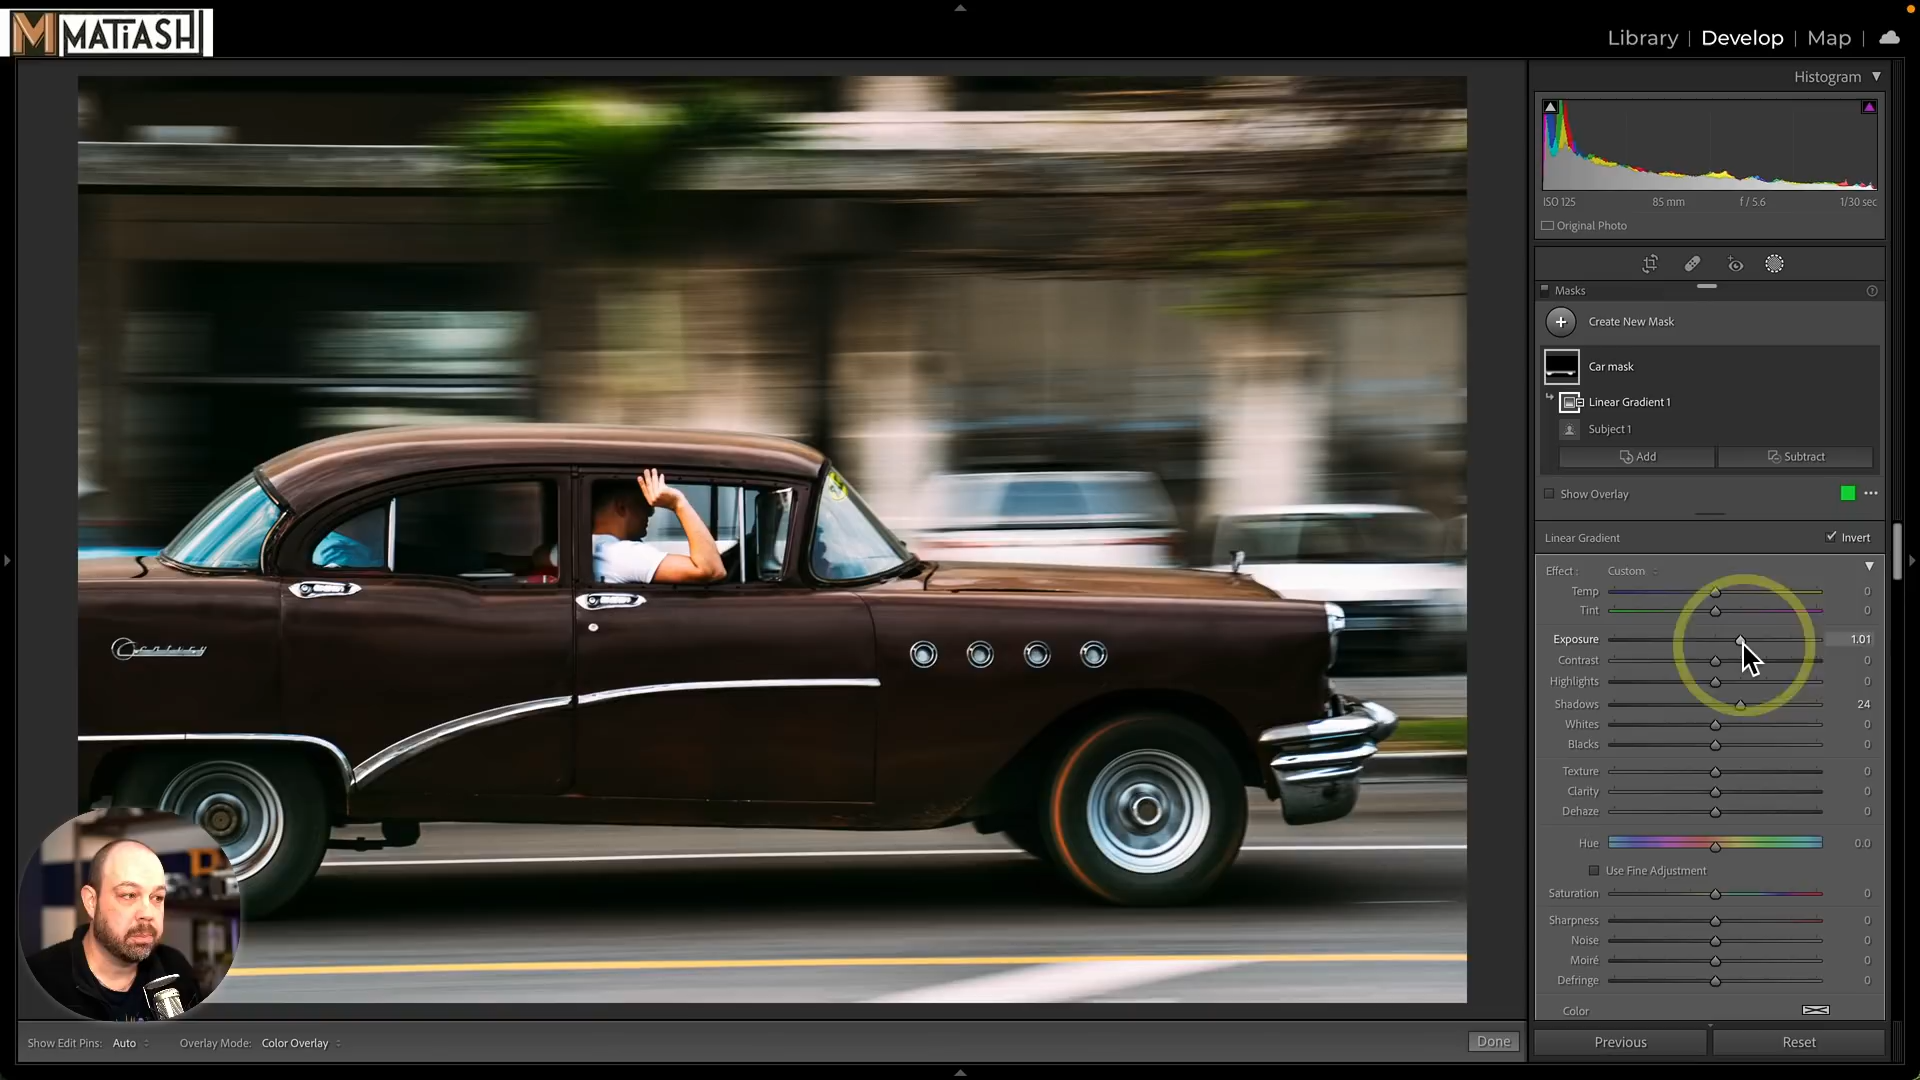 MATiASH
Library | Develop | Map |
Histogram
ISO 125 85 mm f / 5.6 1/30 sec
Original Photo
Masks
Create New Mask
Car mask
Linear Gradient 1
Subject 1
Add Subtract
Show Overlay
Linear Gradient Invert
Effect : Custom
Temp 0
Tint 0
Exposure 1.01
Contrast 0
Highlights 0
Shadows 24
Whites 0
Blacks 0
Texture 0
Clarity 0
Dehaze 0
Hue 0.0
Use Fine Adjustment
Saturation 0
Sharpness 0
Noise 0
Moiré 0
Defringe 0
Color
Century
Show Edit Pins: Auto Overlay Mode: Color Overlay Done
Previous Reset